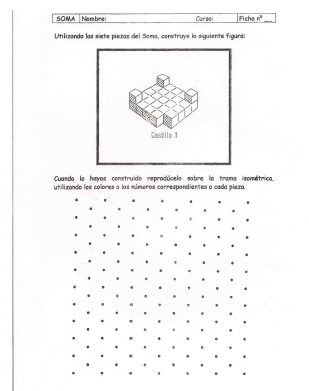 SOMA Nombre: Curso: Ficha nº __
Utilizando las siete piezas del Soma, construye la siguiente figura:
Castillo 1
Cuando lo hayas construido reprodúcelo sobre la trama isométrica,
utilizando los colores o los números correspondientes a cada pieza.